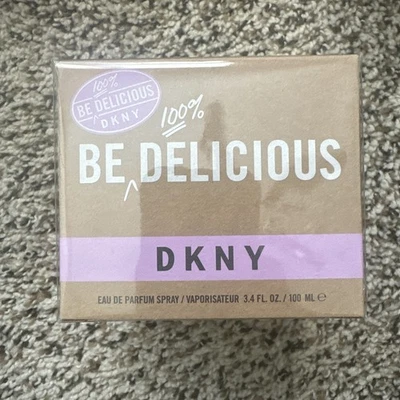 100%
BE DELICIOUS
DKNY
100%
BE DELICIOUS
DKNY
EAU DE PARFUM SPRAY / VAPORISATEUR 3.4 FL. OZ. / 100 ML ℮